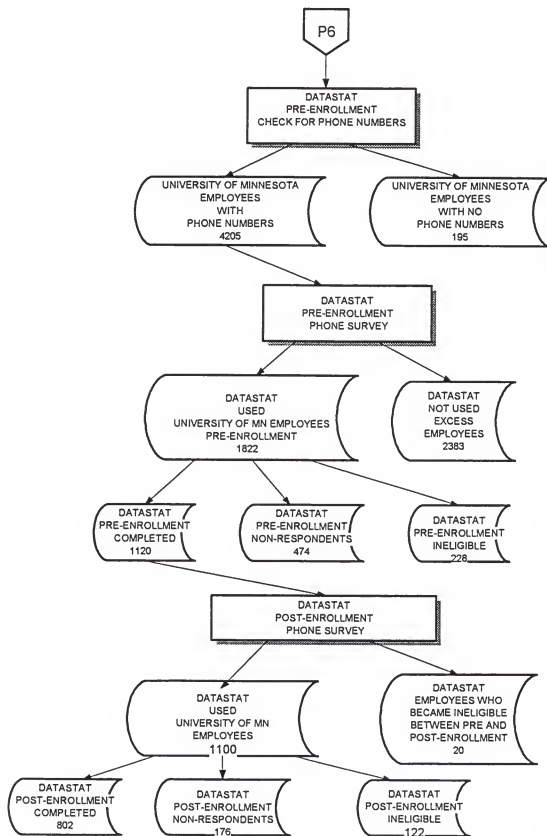 P6
DATASTAT
PRE-ENROLLMENT
CHECK FOR PHONE NUMBERS
UNIVERSITY OF MINNESOTA
EMPLOYEES
WITH
PHONE NUMBERS
4205
UNIVERSITY OF MINNESOTA
EMPLOYEES
WITH NO
PHONE NUMBERS
195
DATASTAT
PRE-ENROLLMENT
PHONE SURVEY
DATASTAT
USED
UNIVERSITY OF MN EMPLOYEES
PRE-ENROLLMENT
1822
DATASTAT
NOT USED
EXCESS
EMPLOYEES
2383
DATASTAT
PRE-ENROLLMENT
COMPLETED
1120
DATASTAT
PRE-ENROLLMENT
NON-RESPONDENTS
474
DATASTAT
PRE-ENROLLMENT
INELIGIBLE
228
DATASTAT
POST-ENROLLMENT
PHONE SURVEY
DATASTAT
USED
UNIVERSITY OF MN
EMPLOYEES
1100
DATASTAT
EMPLOYEES WHO
BECAME INELIGIBLE
BETWEEN PRE AND
POST-ENROLLMENT
20
DATASTAT
POST-ENROLLMENT
COMPLETED
802
DATASTAT
POST-ENROLLMENT
NON-RESPONDENTS
176
DATASTAT
POST-ENROLLMENT
INELIGIBLE
122